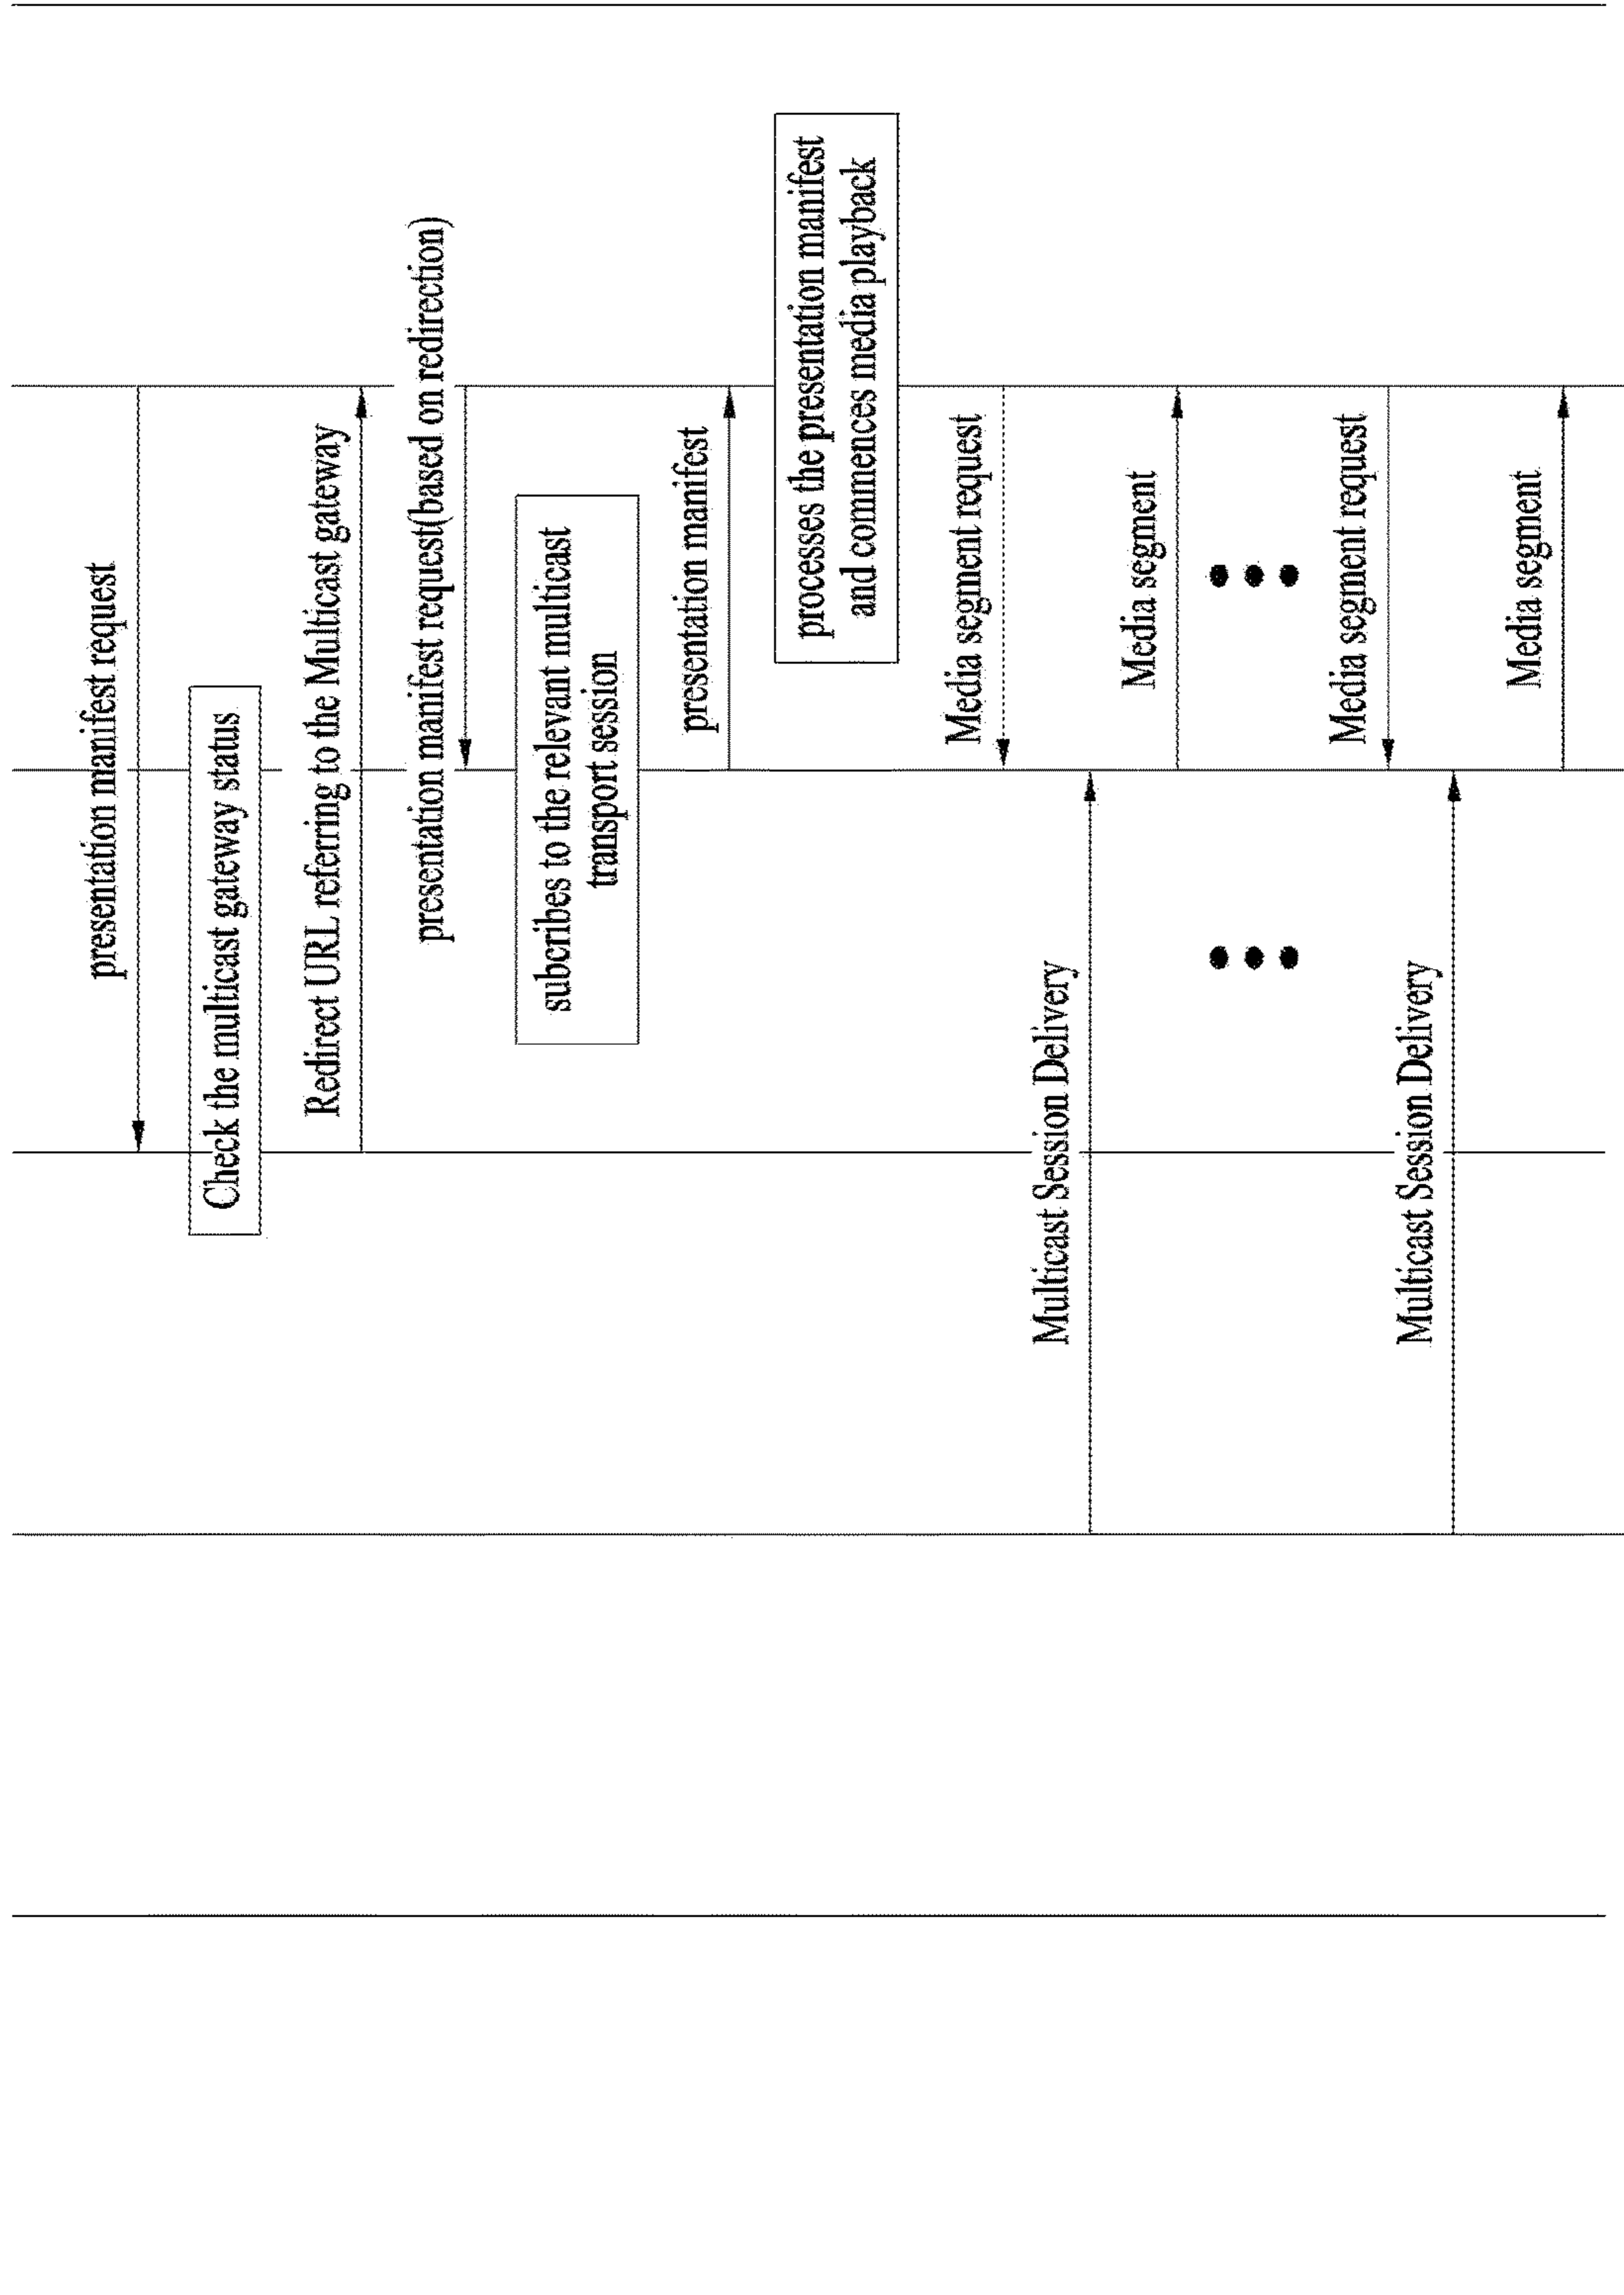 presentation manifest request
Check the multicast gateway status
Redirect URL referring to the Multicast gateway
presentation manifest request(based on redirection)
subcribes to the relevant multicast
transport session
presentation manifest
processes the presentation manifest
and commences media playback
Media segment request
Multicast Session Delivery
Media segment
Media segment request
Multicast Session Delivery
Media segment